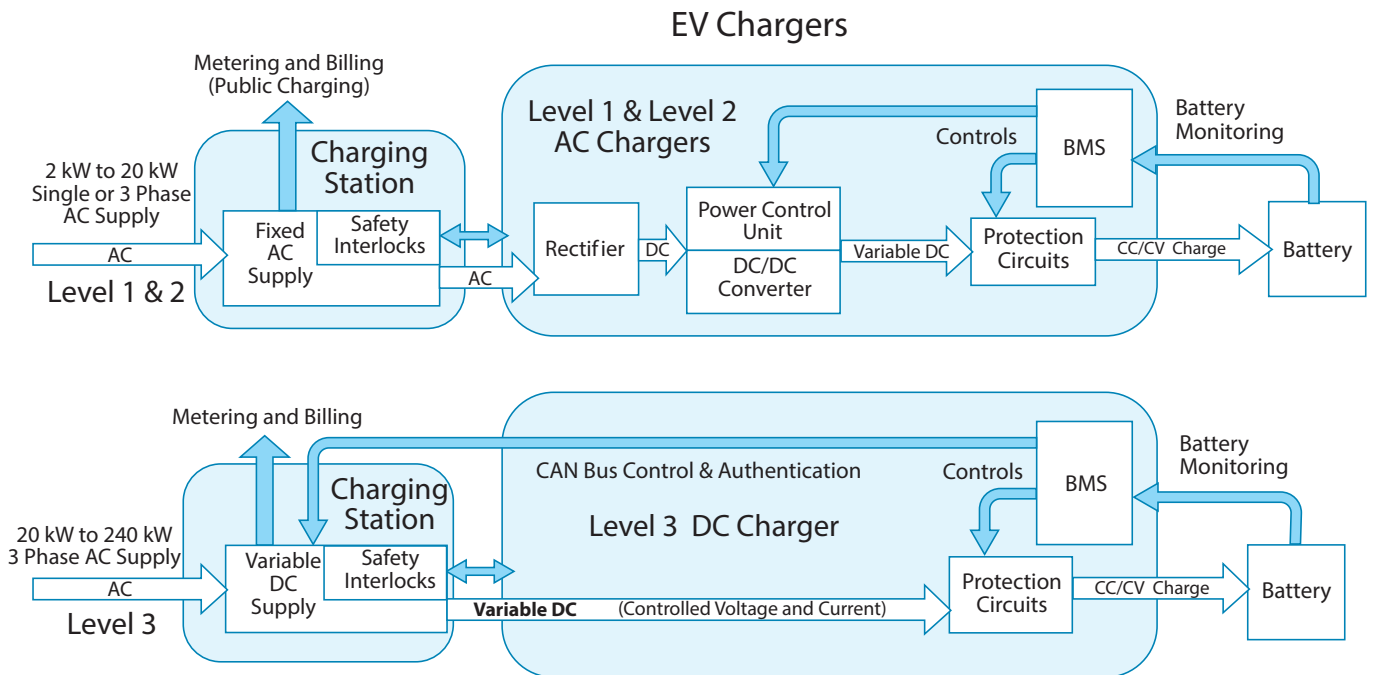 EV Chargers
Metering and Billing
(Public Charging)
Level 1 & Level 2
AC Chargers
Controls
BMS
Battery
Monitoring
Charging
Station
2 kW to 20 kW
Single or 3 Phase
AC Supply
AC
Level 1 & 2
Fixed
AC
Supply
Safety
Interlocks
AC
Rectifier
DC
Power Control
Unit
DC/DC
Converter
Variable DC
Protection
Circuits
CC/CV Charge
Battery
Metering and Billing
CAN Bus Control & Authentication
Controls
BMS
Battery
Monitoring
Charging
Station
Level 3 DC Charger
20 kW to 240 kW
3 Phase AC Supply
AC
Level 3
Variable
DC
Supply
Safety
Interlocks
Variable DC (Controlled Voltage and Current)
Protection
Circuits
CC/CV Charge
Battery